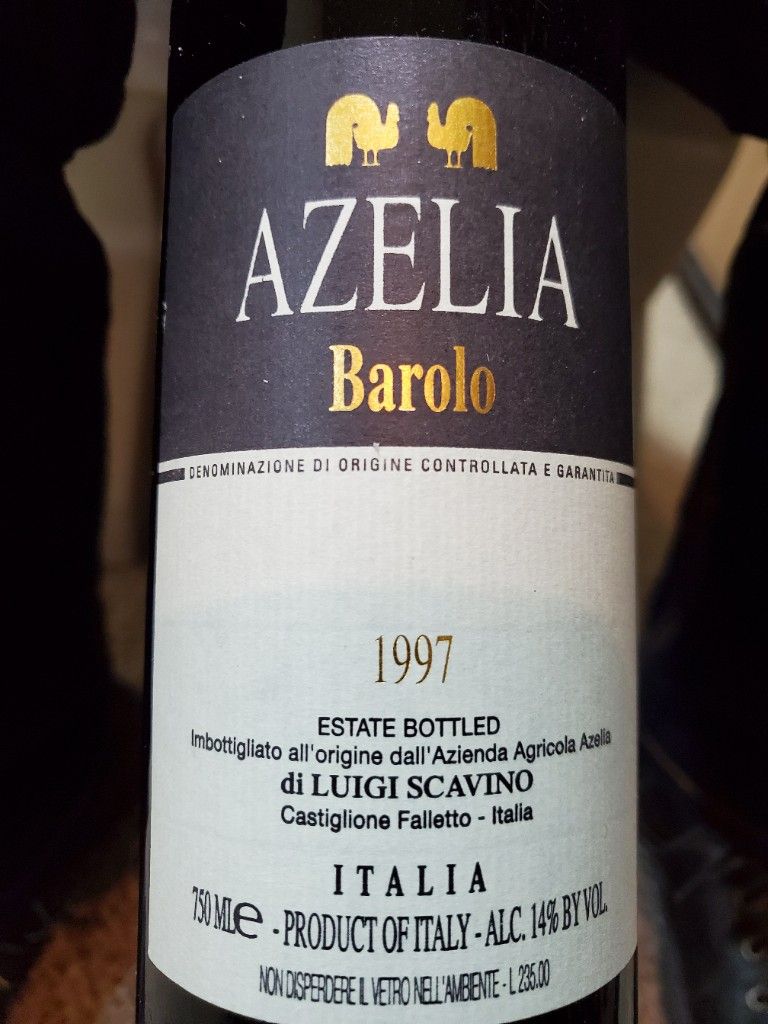 AZELIA
Barolo
DENOMINAZIONE DI ORIGINE CONTROLLATA E GARANTITA
1997
ESTATE BOTTLED
Imbottigliato all'origine dall'Azienda Agricola Azelia
di LUIGI SCAVINO
Castiglione Falletto - Italia
ITALIA
750 ML e - PRODUCT OF ITALY - ALC. 14% BY VOL.
NON DISPERDERE IL VETRO NELL'AMBIENTE - L 235.00